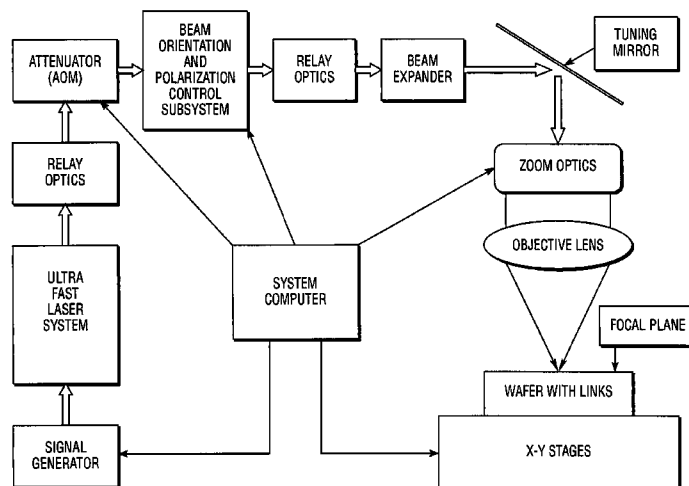 ATTENUATOR
(AOM)
BEAM
ORIENTATION
AND
POLARIZATION
CONTROL
SUBSYSTEM
RELAY
OPTICS
BEAM
EXPANDER
TUNING
MIRROR
RELAY
OPTICS
ZOOM OPTICS
OBJECTIVE LENS
ULTRA
FAST
LASER
SYSTEM
SYSTEM
COMPUTER
FOCAL PLANE
WAFER WITH LINKS
SIGNAL
GENERATOR
X-Y STAGES